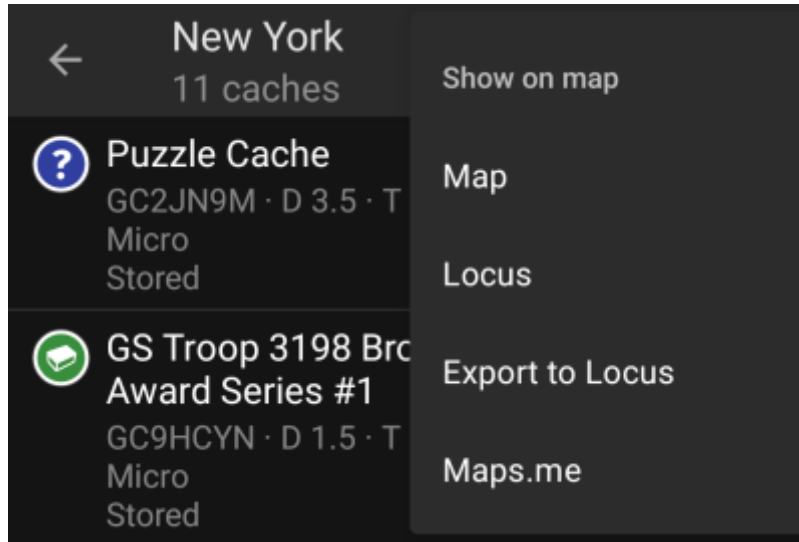 New York
11 caches
Puzzle Cache
GC2JN9M · D 3.5 · T
Micro
Stored
GS Troop 3198
Award Series #1
GC9HCYN · D 1.5 · T
Micro
Stored
Show on map
Map
Locus
Export to Locus
Maps.me